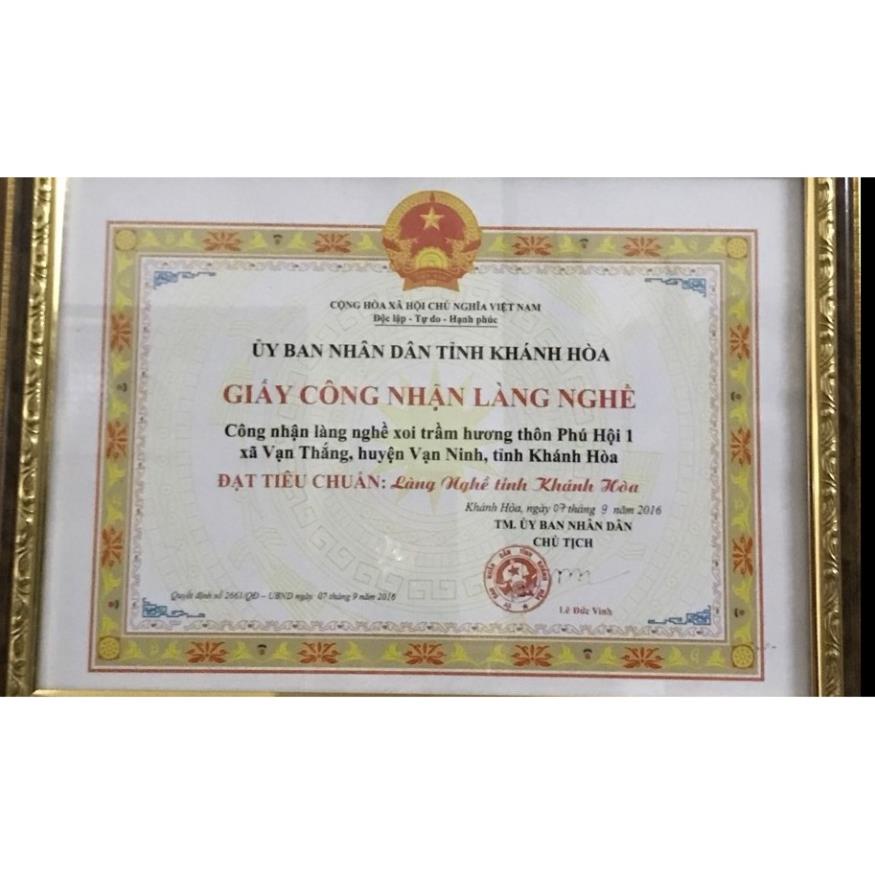 CỘNG HÒA XÃ HỘI CHỦ NGHĨA VIỆT NAM
Độc lập - Tự do - Hạnh phúc
ỦY BAN NHÂN DÂN TỈNH KHÁNH HÒA
GIẤY CÔNG NHẬN LÀNG NGHỀ
Công nhận làng nghề xoi trầm hương thôn Phú Hội 1
xã Vạn Thắng, huyện Vạn Ninh, tỉnh Khánh Hòa
ĐẠT TIÊU CHUẨN: Làng Nghề tỉnh Khánh Hòa
Khánh Hòa, ngày 07 tháng 9 năm 2016
TM. ỦY BAN NHÂN DÂN
CHỦ TỊCH
Quyết định số 2661/QĐ – UBND ngày 07 tháng 9 năm 2016
Lê Đức Vinh